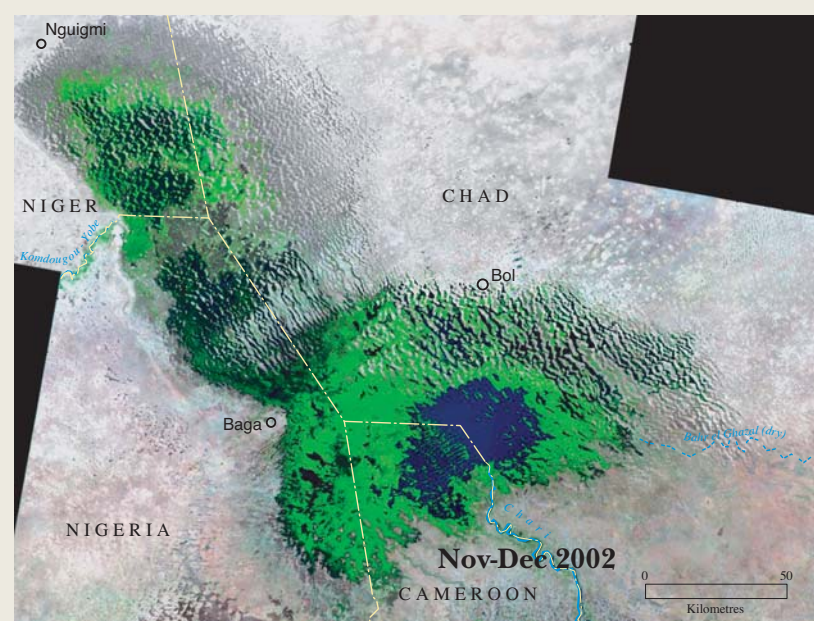 Nguigmi
CHAD
NIGER
Komdougou Yobe
Bol
Baga
Bahr el Ghazal (dry)
NIGERIA
Chari
Nov-Dec 2002
CAMEROON
0 50
Kilometres